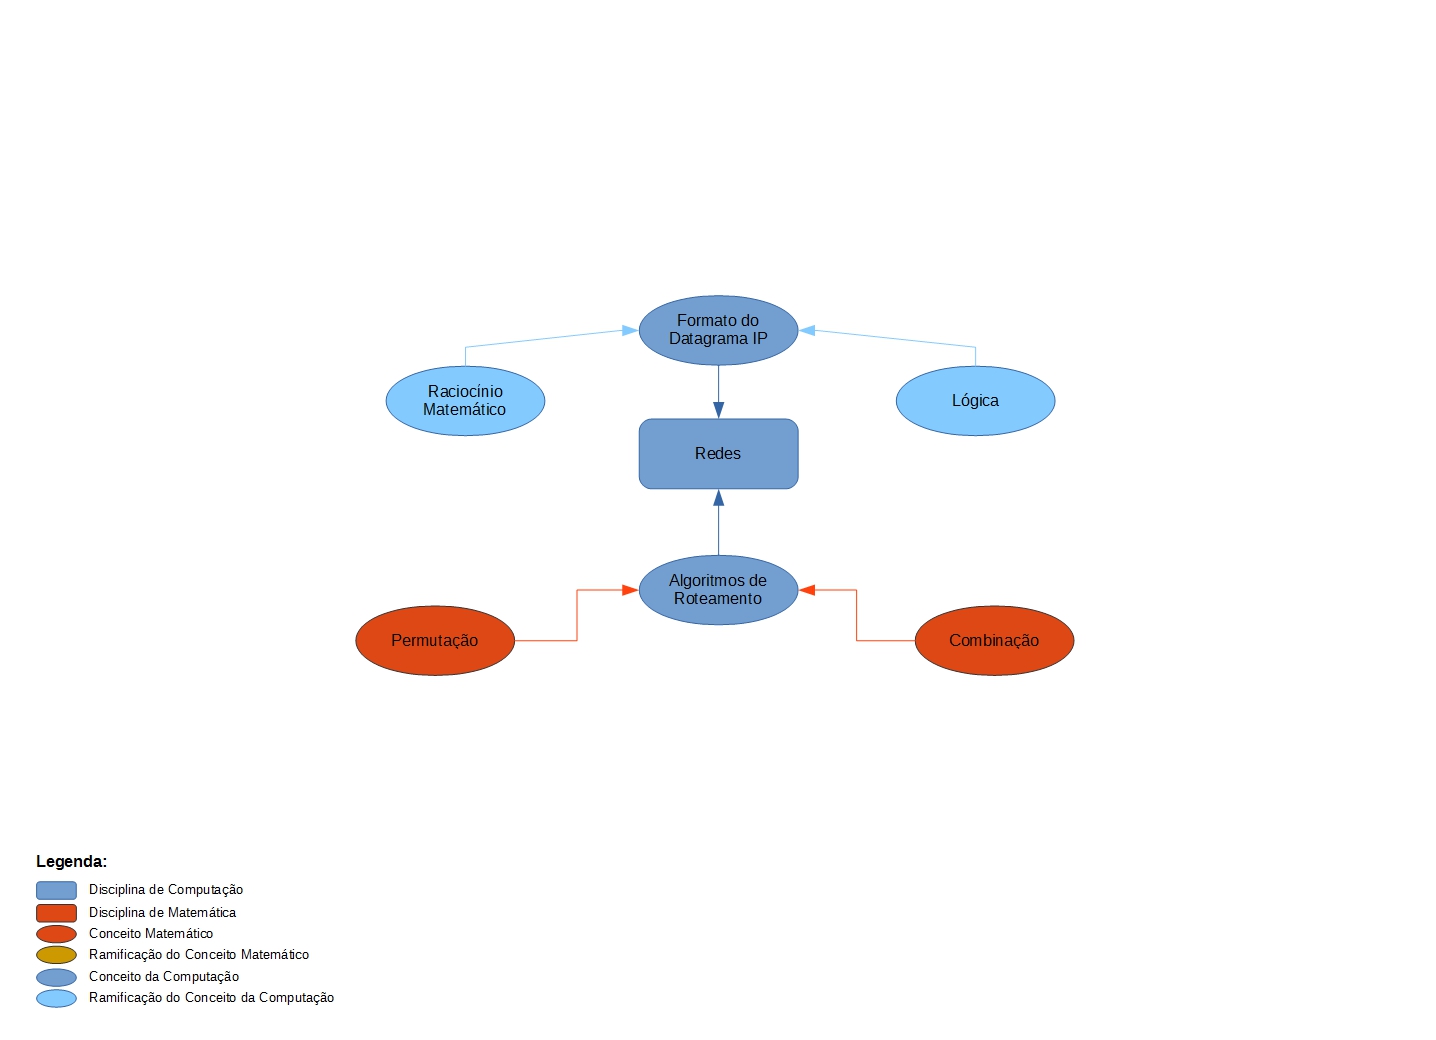 Formato do
Datagrama IP
Raciocínio
Matemático
Lógica
Redes
Algoritmos de
Roteamento
Permutação
Combinação
Legenda:
Disciplina de Computação
Disciplina de Matemática
Conceito Matemático
Ramificação do Conceito Matemático
Conceito da Computação
Ramificação do Conceito da Computação